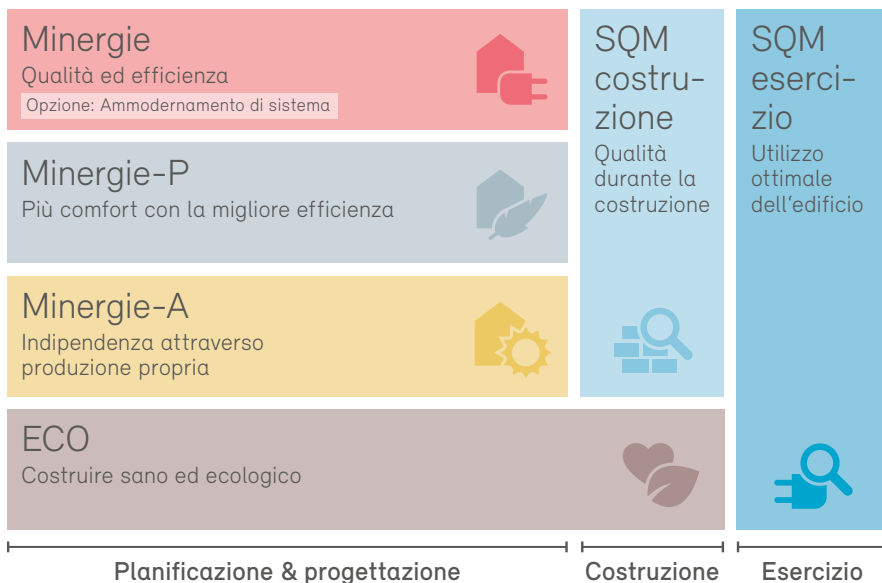 Minergie
Qualità ed efficienza
Opzione: Ammodernamento di sistema
Minergie-P
Più comfort con la migliore efficienza
Minergie-A
Indipendenza attraverso
produzione propria
ECO
Costruire sano ed ecologico
SQM
costru-
zione
Qualità
durante la
costruzione
SQM
eserci-
zio
Utilizzo
ottimale
dell'edificio
Planificazione & progettazione
Costruzione
Esercizio